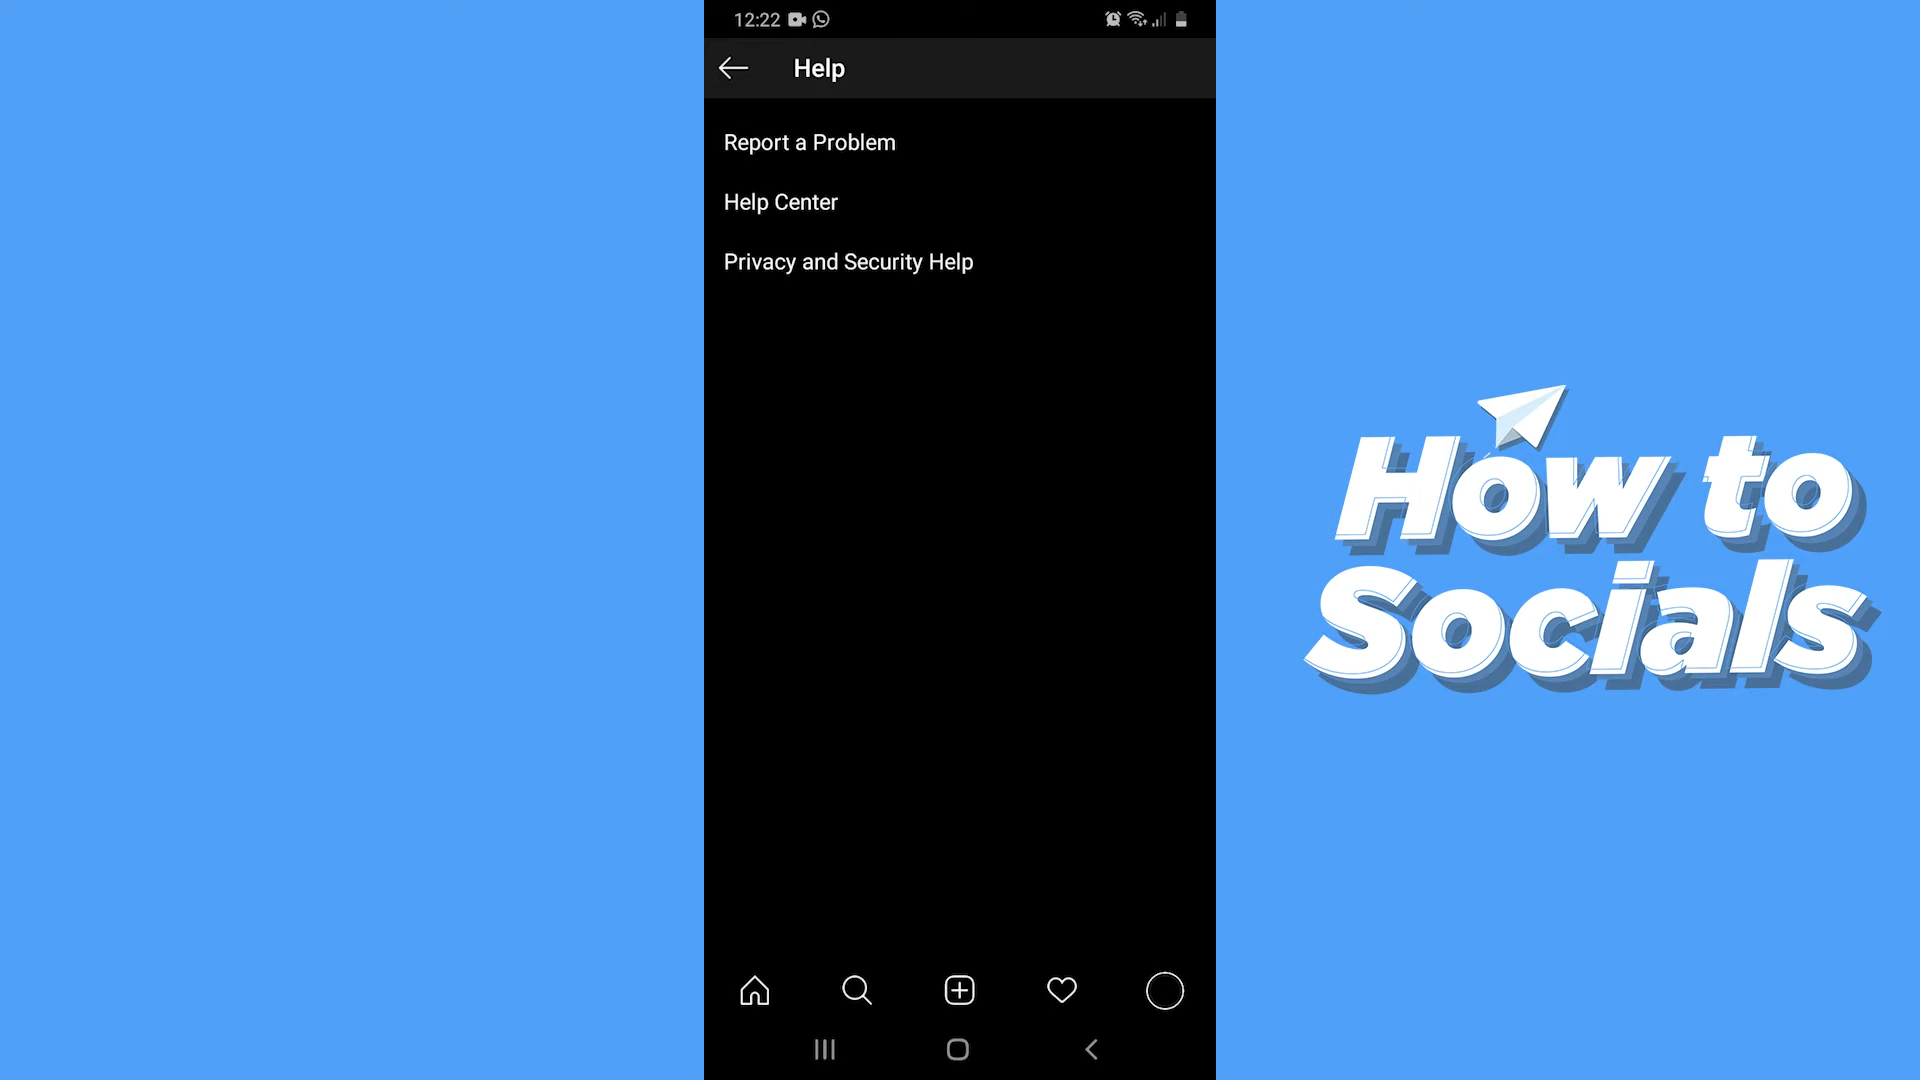 12:22
Help
Report a Problem
Help Center
Privacy and Security Help
How to
Socials